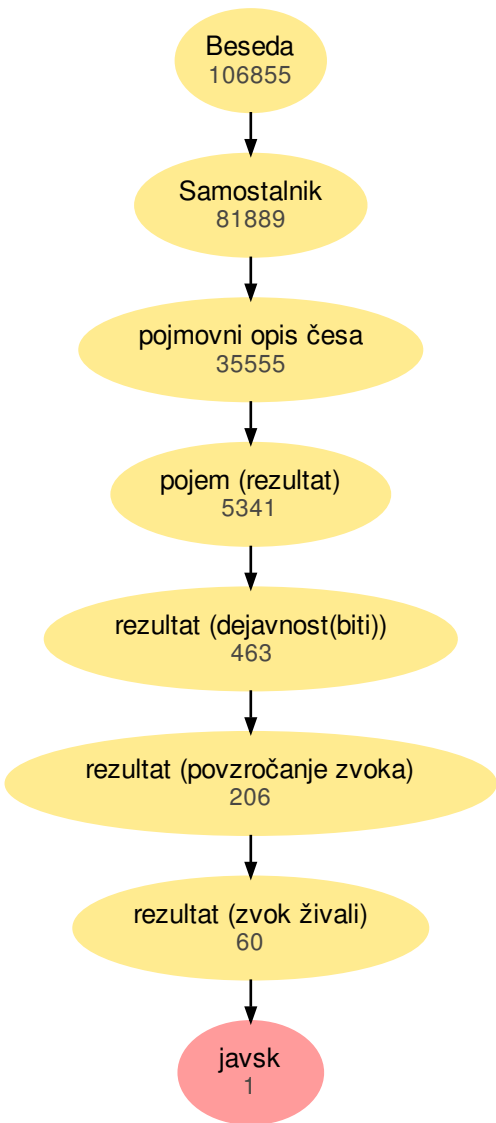 Beseda
106855
Samostalnik
81889
pojmovni opis česa
35555
pojem (rezultat)
5341
rezultat (dejavnost(biti))
463
rezultat (povzročanje zvoka)
206
rezultat (zvok živali)
60
javsk
1